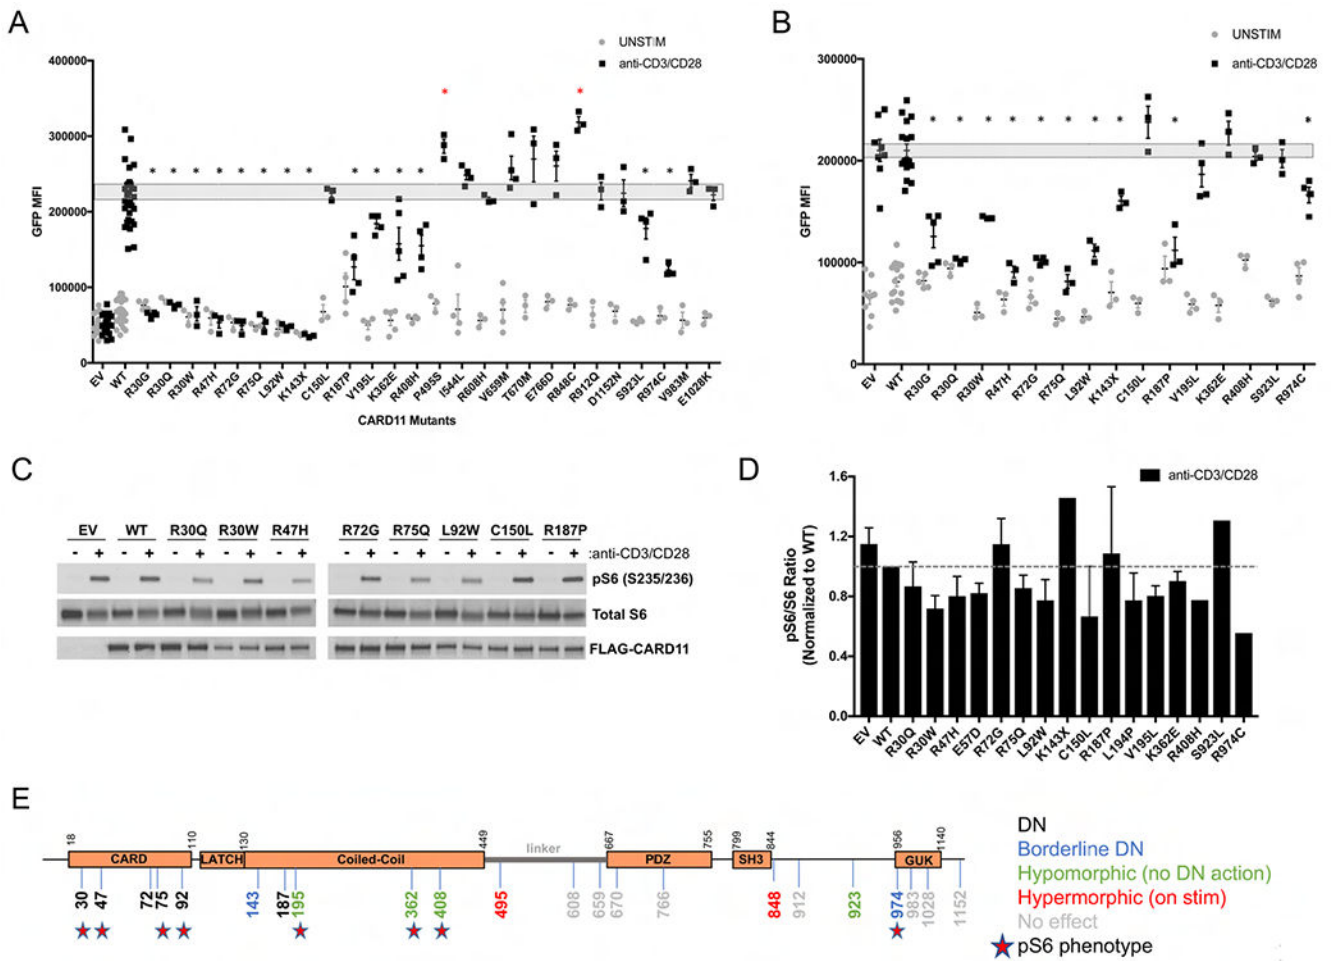 A
UNSTIM
anti-CD3/CD28
400000
300000
200000
100000
0
GFP MFI
* * * * * * * * * * * * * * * *
EV WT R30G R30Q R30W R47H R72G R75Q L92W K143X C150L R187P V195L K362E R408H P495S I544L R608H V659M T670M E766D R848C R912Q D1152N S923L R974C V983M E1028K
CARD11 Mutants
B
UNSTIM
anti-CD3/CD28
300000
200000
100000
0
GFP MFI
* * * * * * * * * *
EV WT R30G R30Q R30W R47H R72G R75Q L92W K143X C150L R187P V195L K362E R408H S923L R974C
C
EV WT R30Q R30W R47H R72G R75Q L92W C150L R187P
- + - + - + - + - + - + - + - + - + - + :anti-CD3/CD28
pS6 (S235/236)
Total S6
FLAG-CARD11
D
anti-CD3/CD28
1.6
1.2
0.8
0.4
0.0
pS6/S6 Ratio
(Normalized to WT)
EV WT R30Q R30W R47H E57D R72G R75Q L92W K143X C150L R187P L194P V195L K362E R408H S923L R974C
E
18 110 130 449 667 755 799 844 956 1140
CARD LATCH Coiled-Coil linker PDZ SH3 GUK
30 47 72 75 92 143 187 195 362 408 495 608 659 670 766 848 912 923 974 983 1028 1152
DN
Borderline DN
Hypomorphic (no DN action)
Hypermorphic (on stim)
No effect
pS6 phenotype